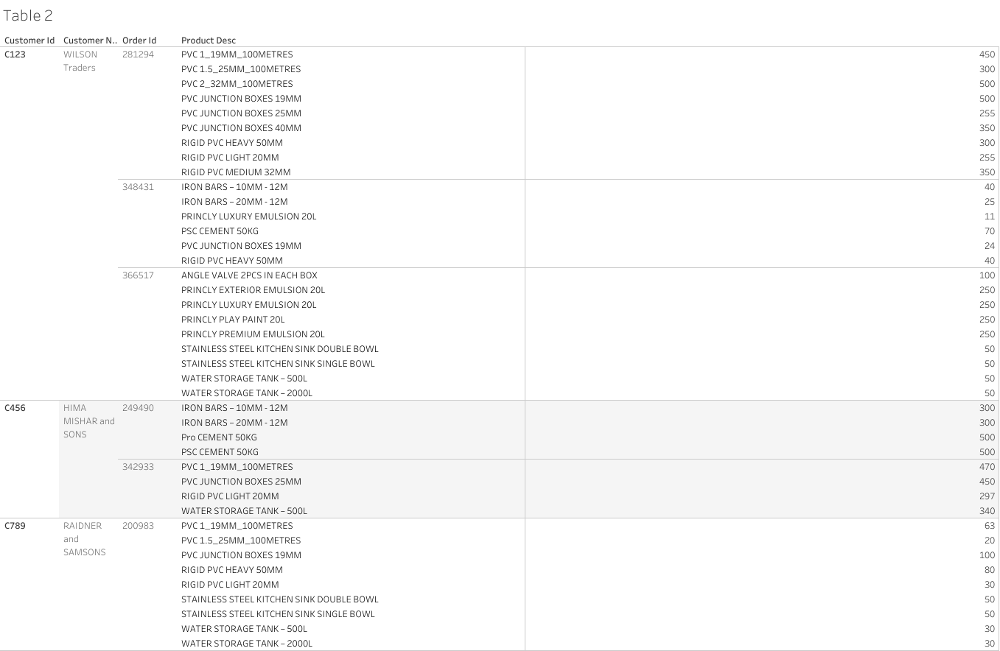 Table 2
Customer Id Customer N.. Order Id Product Desc
C123 WILSON 281294 PVC 1_19MM_100METRES 450
Traders PVC 1.5_25MM_100METRES 300
PVC 2_32MM_100METRES 500
PVC JUNCTION BOXES 19MM 500
PVC JUNCTION BOXES 25MM 255
PVC JUNCTION BOXES 40MM 350
RIGID PVC HEAVY 50MM 300
RIGID PVC LIGHT 20MM 255
RIGID PVC MEDIUM 32MM 350
348431 IRON BARS – 10MM - 12M 40
IRON BARS – 20MM - 12M 25
PRINCLY LUXURY EMULSION 20L 11
PSC CEMENT 50KG 70
PVC JUNCTION BOXES 19MM 24
RIGID PVC HEAVY 50MM 40
366517 ANGLE VALVE 2PCS IN EACH BOX 100
PRINCLY EXTERIOR EMULSION 20L 250
PRINCLY LUXURY EMULSION 20L 250
PRINCLY PLAY PAINT 20L 250
PRINCLY PREMIUM EMULSION 20L 250
STAINLESS STEEL KITCHEN SINK DOUBLE BOWL 50
STAINLESS STEEL KITCHEN SINK SINGLE BOWL 50
WATER STORAGE TANK – 500L 50
WATER STORAGE TANK – 2000L 50
C456 HIMA 249490 IRON BARS – 10MM - 12M 300
MISHAR and IRON BARS – 20MM - 12M 300
SONS Pro CEMENT 50KG 500
PSC CEMENT 50KG 500
342933 PVC 1_19MM_100METRES 470
PVC JUNCTION BOXES 25MM 450
RIGID PVC LIGHT 20MM 297
WATER STORAGE TANK – 500L 340
C789 RAIDNER 200983 PVC 1_19MM_100METRES 63
and PVC 1.5_25MM_100METRES 20
SAMSONS PVC JUNCTION BOXES 19MM 100
RIGID PVC HEAVY 50MM 80
RIGID PVC LIGHT 20MM 30
STAINLESS STEEL KITCHEN SINK DOUBLE BOWL 50
STAINLESS STEEL KITCHEN SINK SINGLE BOWL 50
WATER STORAGE TANK – 500L 30
WATER STORAGE TANK – 2000L 30